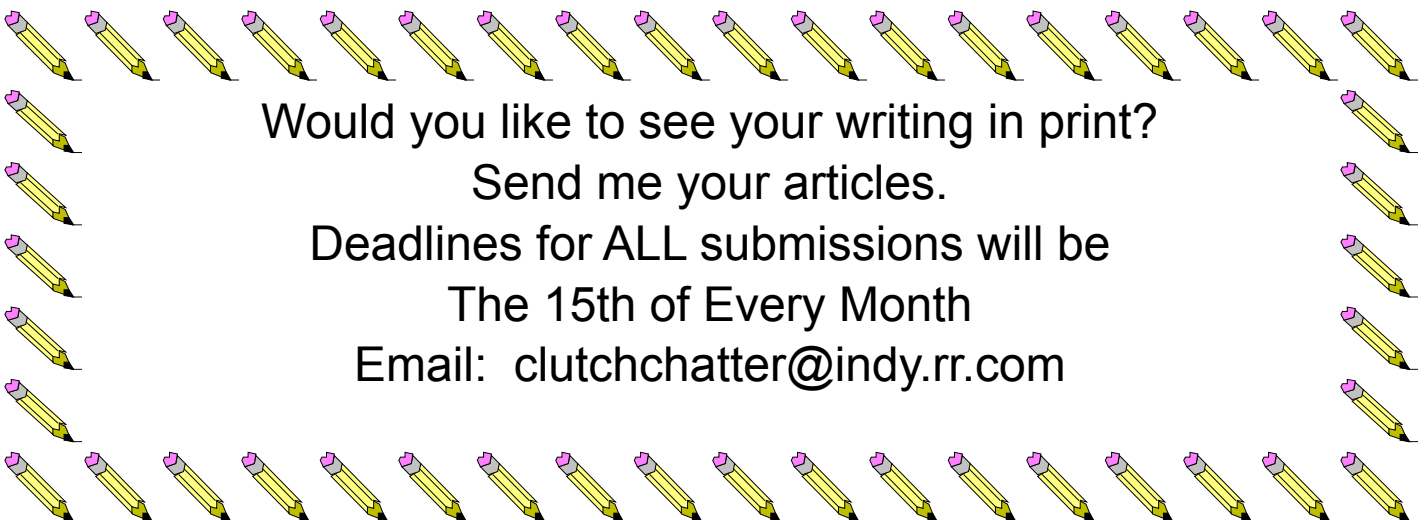 Would you like to see your writing in print?
Send me your articles.
Deadlines for ALL submissions will be
The 15th of Every Month
Email:  clutchchatter@indy.rr.com